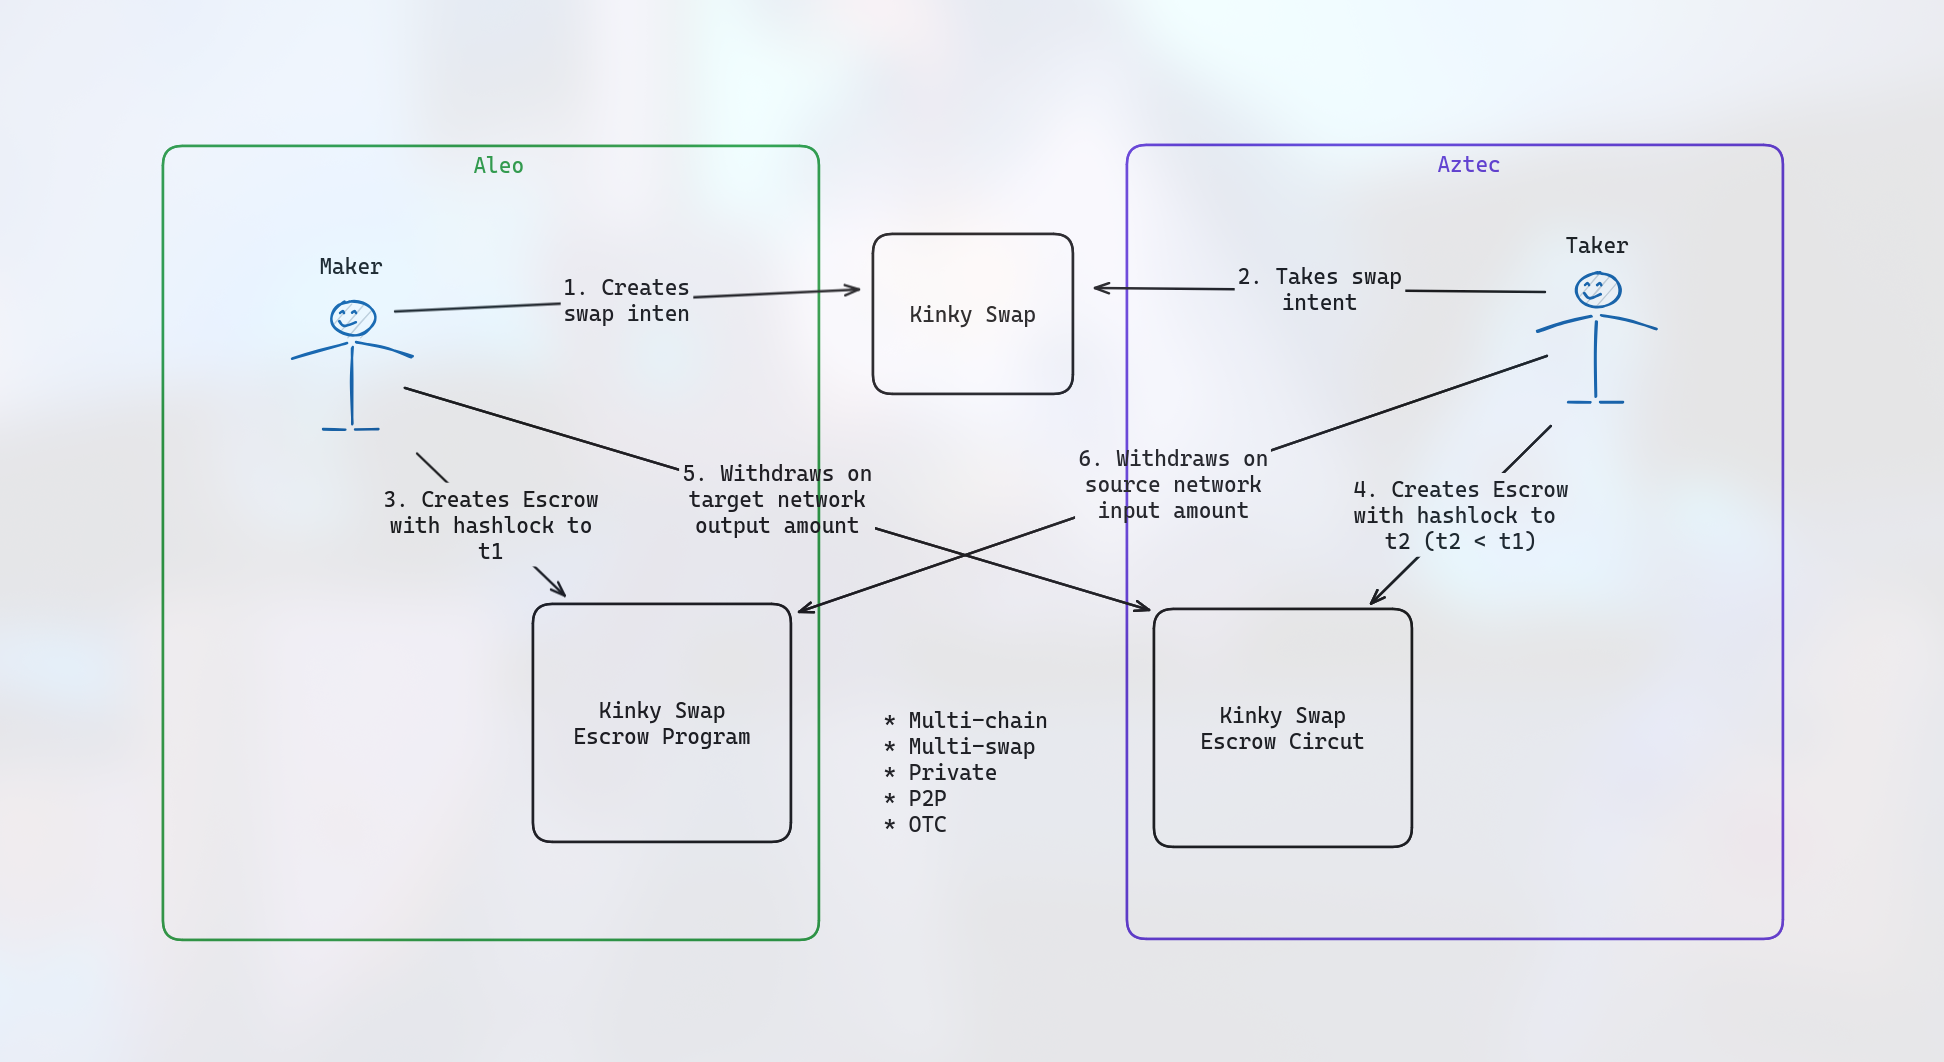 Aleo
Aztec
Maker
Taker
1. Creates
swap inten
Kinky Swap
2. Takes swap
intent
5. Withdraws on
target network
output amount
6. Withdraws on
source network
input amount
3. Creates Escrow
with hashlock to
t1
4. Creates Escrow
with hashlock to
t2 (t2 < t1)
Kinky Swap
Escrow Program
* Multi-chain
* Multi-swap
* Private
* P2P
* OTC
Kinky Swap
Escrow Circut